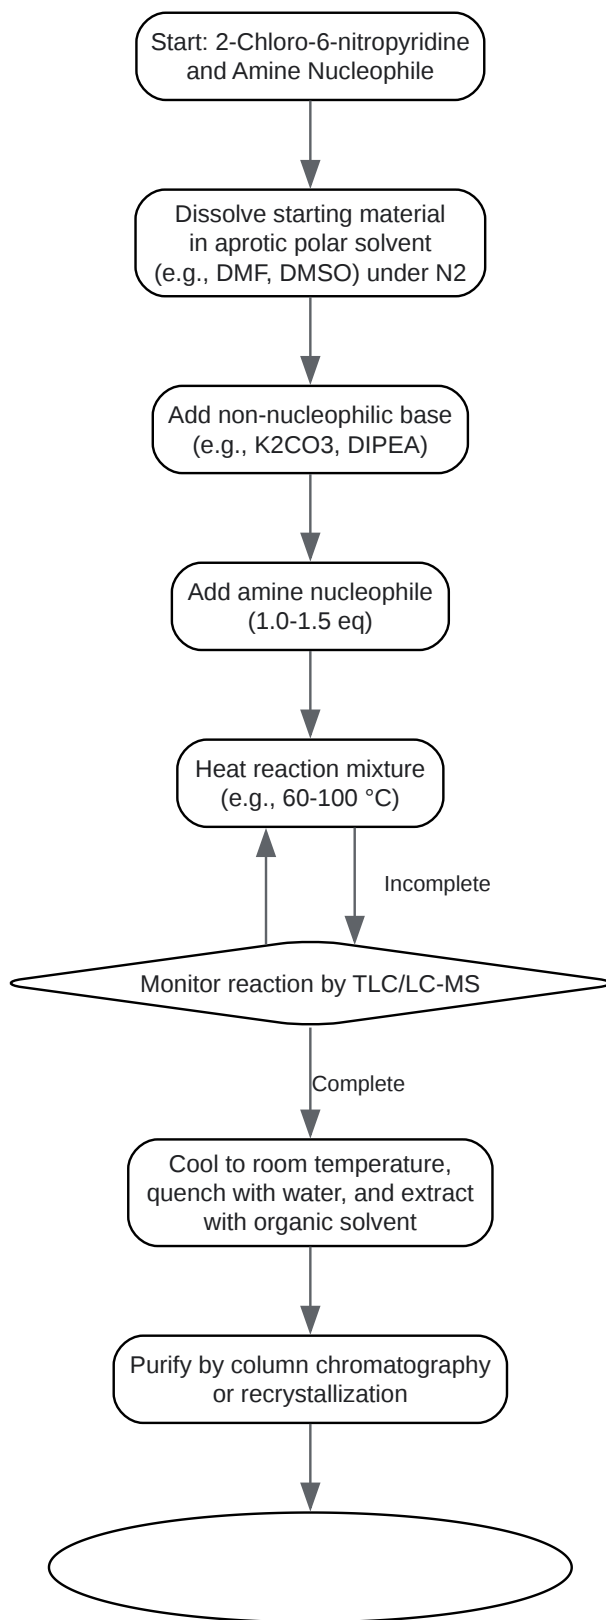 Start: 2-Chloro-6-nitropyridine
and Amine Nucleophile
Dissolve starting material
in aprotic polar solvent
(e.g., DMF, DMSO) under N2
Add non-nucleophilic base
(e.g., K2CO3, DIPEA)
Add amine nucleophile
(1.0-1.5 eq)
Heat reaction mixture
(e.g., 60-100 °C)
Incomplete
Monitor reaction by TLC/LC-MS
Complete
Cool to room temperature,
quench with water, and extract
with organic solvent
Purify by column chromatography
or recrystallization